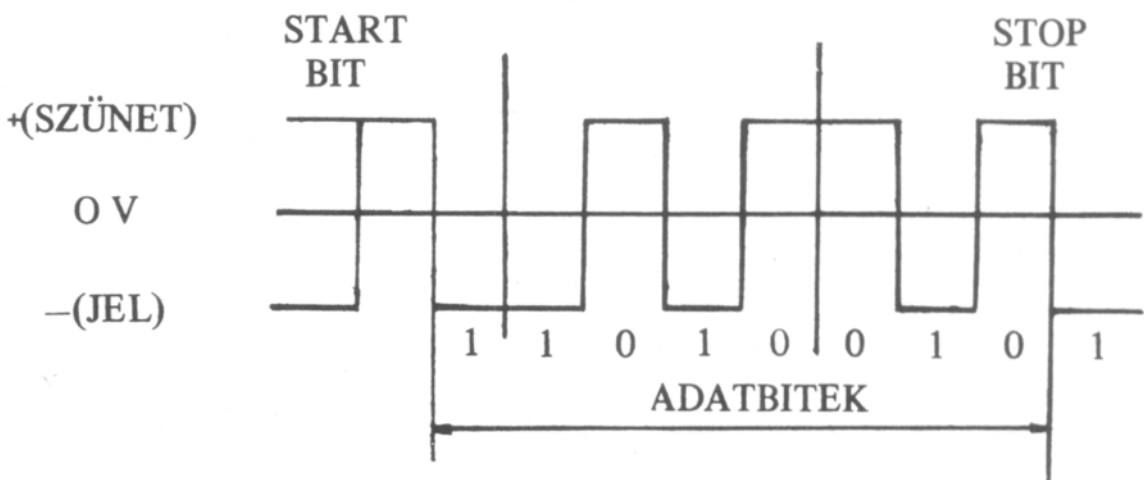 START
BIT
STOP
BIT
+(SZÜNET)
O V
—(JEL)
1 1 0 1 0 0 1 0 1
ADATBITEK